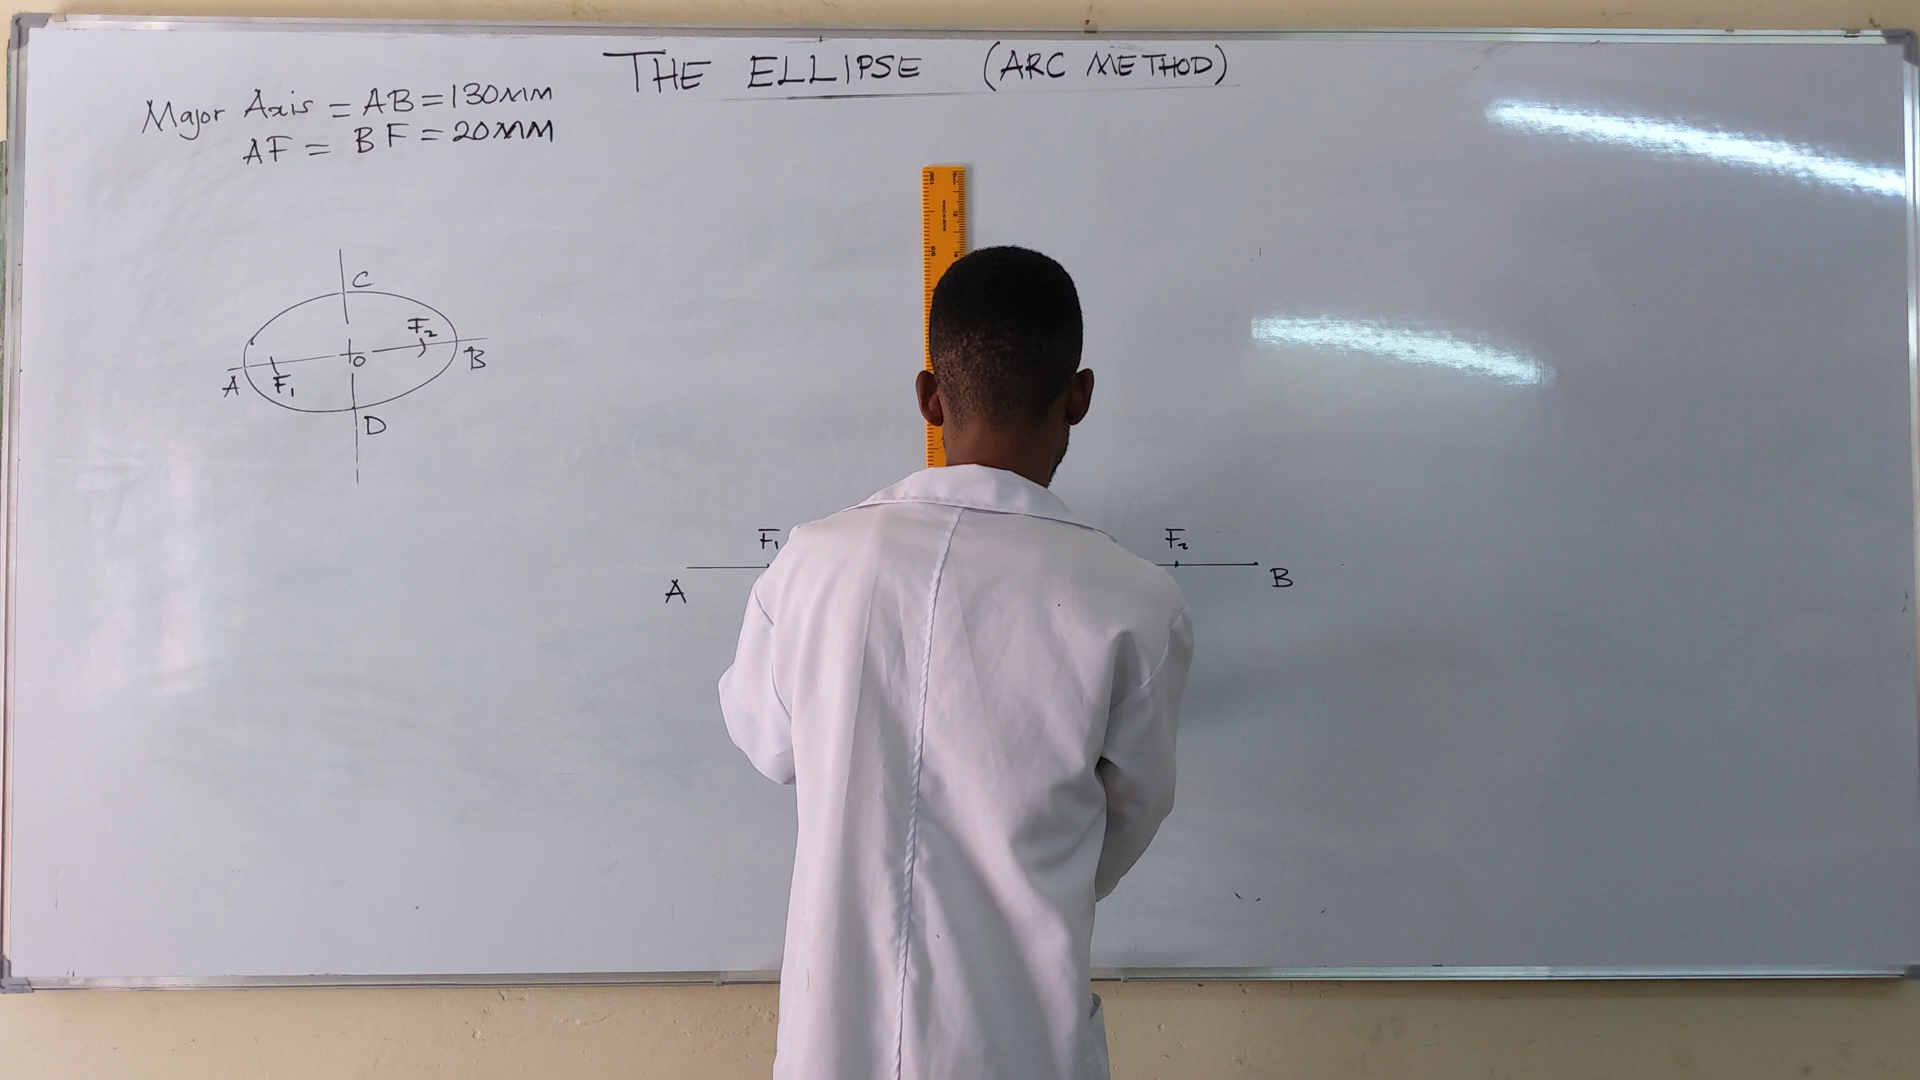 THE ELLIPSE (ARC METHOD)
Major Axis = AB = 130MM
AF = BF = 20MM
C
F₂
O
A
F₁
B
D
F₁
F₂
A
B